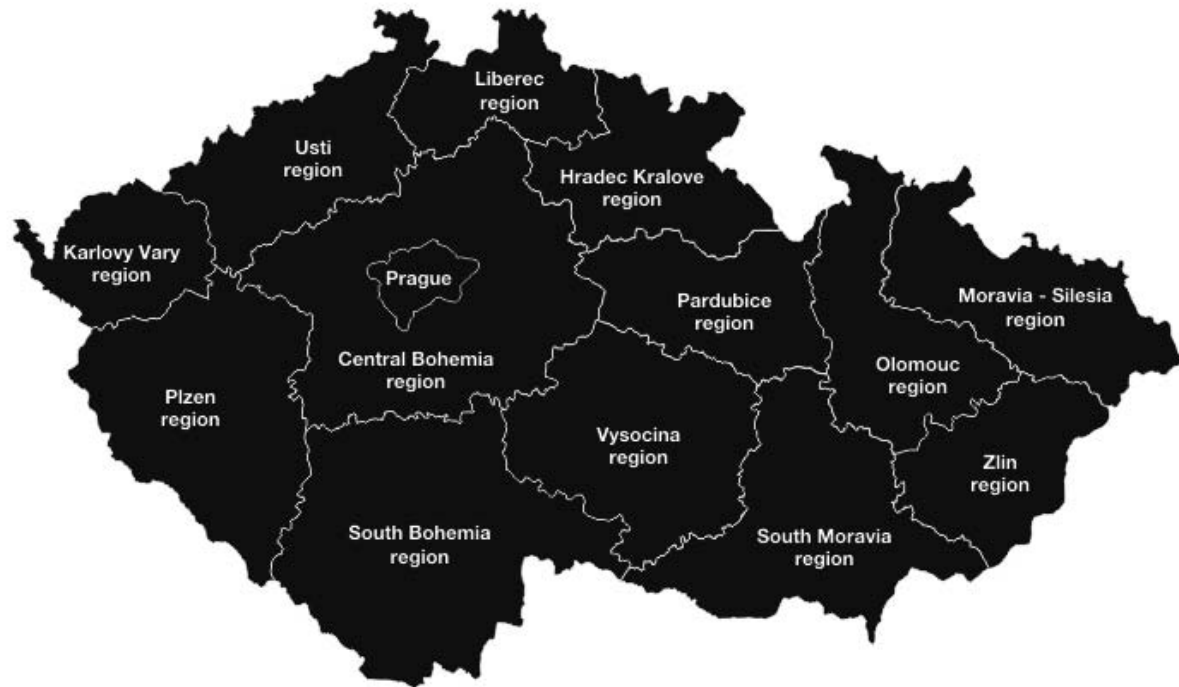 Liberec
region
Usti
region
Hradec Kralove
region
Karlovy Vary
region
Prague
Pardubice
region
Moravia - Silesia
region
Central Bohemia
region
Olomouc
region
Plzen
region
Vysocina
region
Zlin
region
South Bohemia
region
South Moravia
region